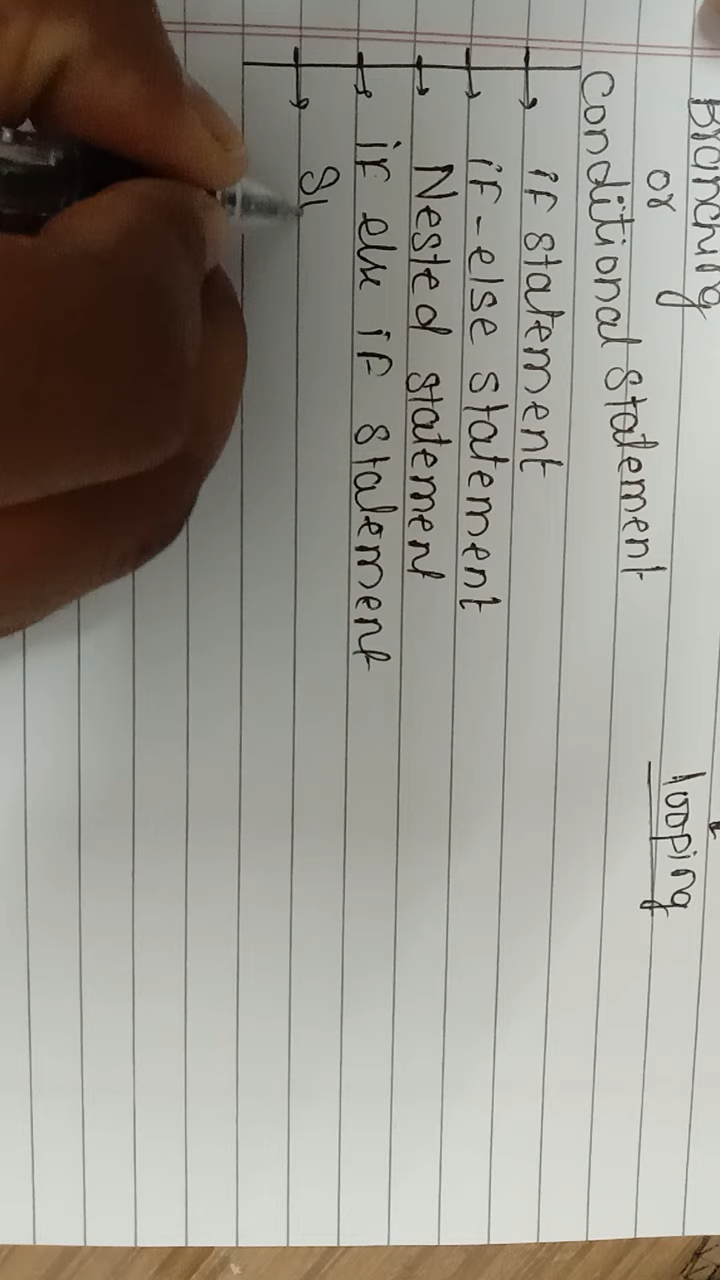 Branching
or
Conditional statement
looping
if statement
if-else statement
Nested statement
if else if statement